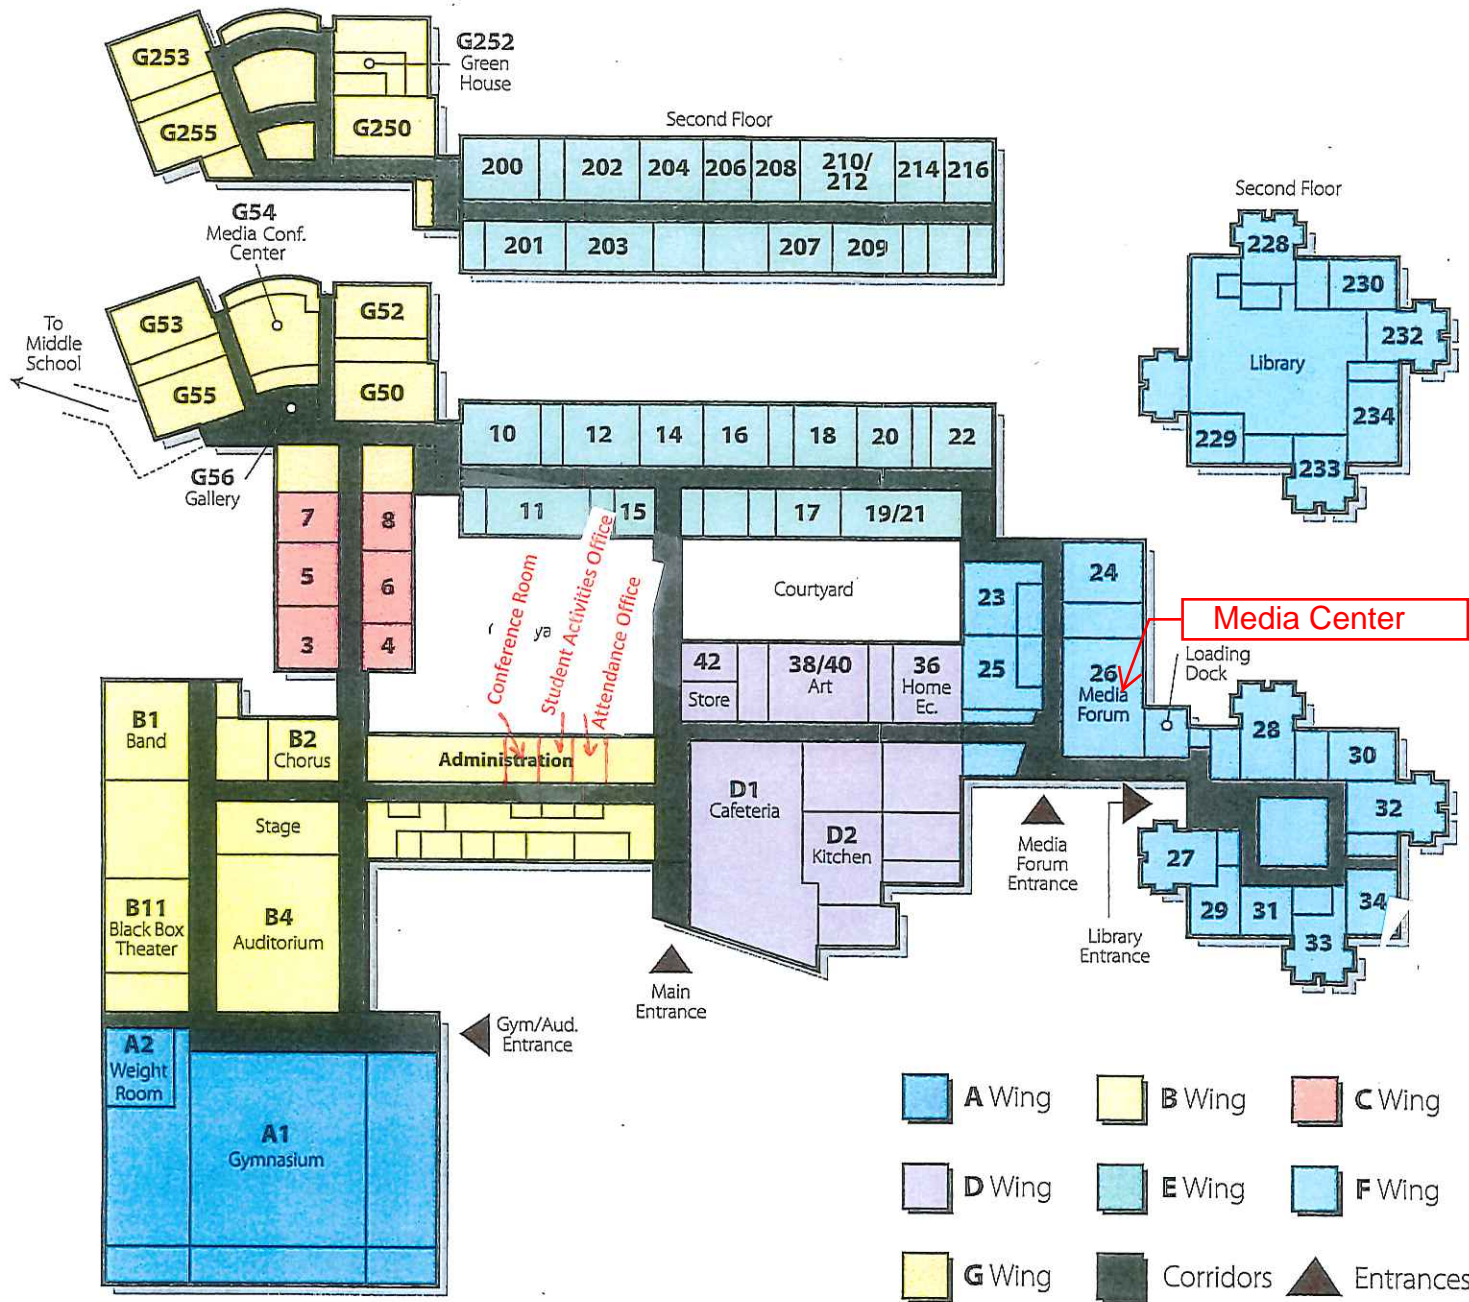 G253
G252
Green
House
G255
G250
Second Floor
200
202
204
206
208
210/
212
214
216
201
203
207
209
Second Floor
228
230
232
Library
229
234
233
G54
Media Conf.
Center
To
Middle
School
G53
G52
G55
G50
G56
Gallery
10
12
14
16
18
20
22
11
15
17
19/21
7
8
5
6
3
4
Conference Room
Student Activities Office
Attendance Office
Courtyard
23
24
Media Center
25
26
Media
Forum
Loading
Dock
42
Store
38/40
Art
36
Home
Ec.
B1
Band
B2
Chorus
Administration
D1
Cafeteria
D2
Kitchen
28
30
32
27
29
31
33
34
Stage
B11
Black Box
Theater
B4
Auditorium
Media
Forum
Entrance
Library
Entrance
Main
Entrance
Gym/Aud.
Entrance
A2
Weight
Room
A1
Gymnasium
A Wing
B Wing
C Wing
D Wing
E Wing
F Wing
G Wing
Corridors
Entrances